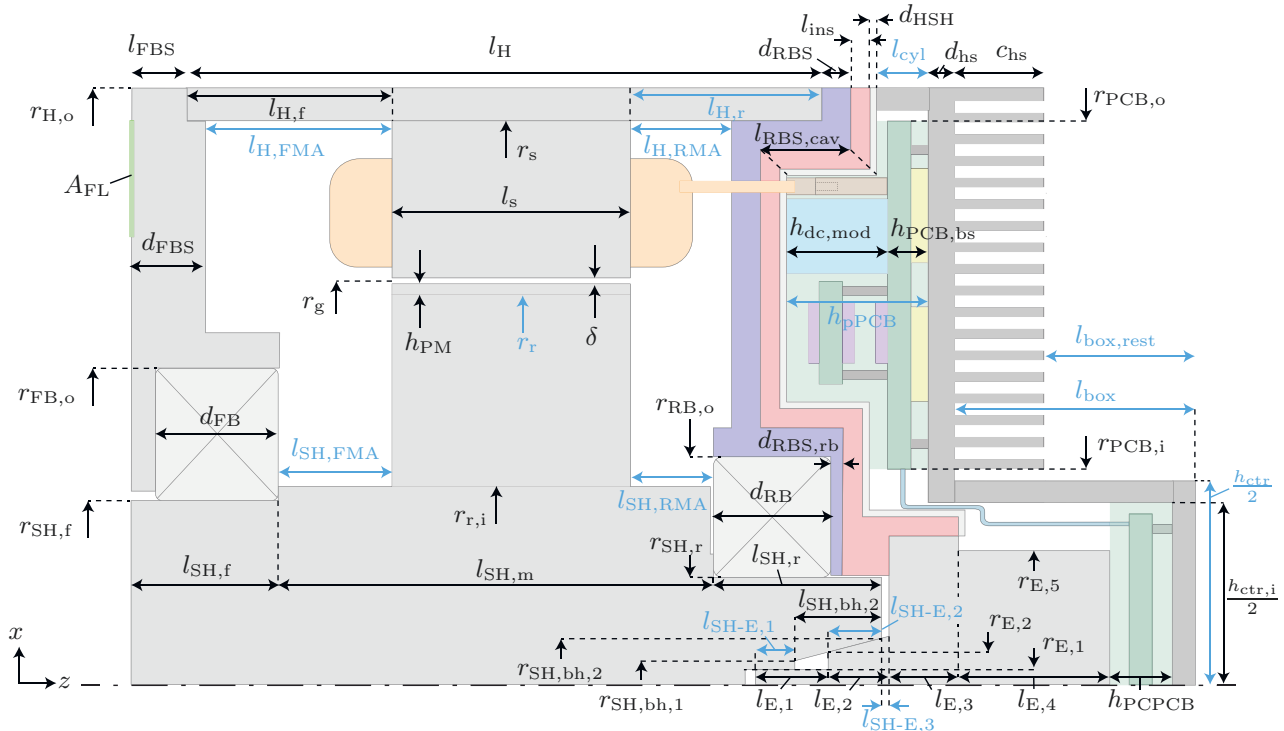 l_ins d_HSH
l_FBS l_H d_RBS l_cyl d_hs c_hs
r_H,o l_H,f l_H,r r_PCB,o
l_H,FMA r_s l_H,RMA l_RBS,cav
A_FL
l_s
d_FBS h_dc,mod h_PCB,bs
r_g
h_PM r_r δ h_pPCB
l_box,rest
r_FB,o l_box
d_FB r_RB,o
l_SH,FMA d_RBS,rb r_PCB,i
d_RB
r_SH,f r_r,i l_SH,RMA h_ctr/2
l_SH,f l_SH,m r_SH,r l_SH,r r_E,5 h_ctr,i/2
l_SH,bh,2 l_SH-E,2
x l_SH-E,1 r_E,2 r_E,1
r_SH,bh,2
z r_SH,bh,1 l_E,1 l_E,2 l_E,3 l_E,4 h_PCPCB
l_SH-E,3